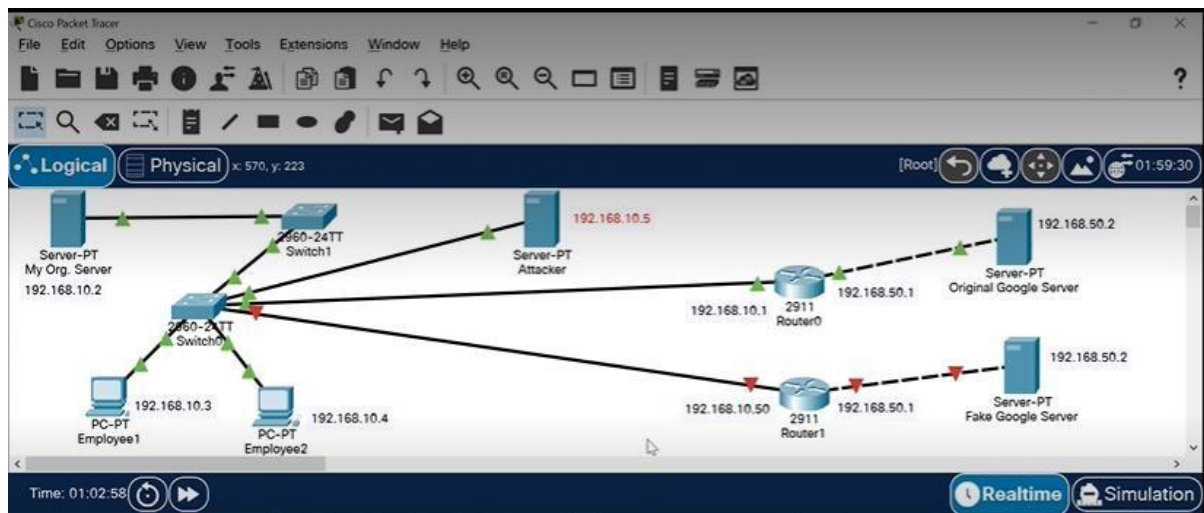 Cisco Packet Tracer
File Edit Options View Tools Extensions Window Help
?
Logical Physical x: 570, y: 223 [Root] 01:59:30
Server-PT
My Org. Server
192.168.10.2
2960-24TT
Switch1
Server-PT
Attacker
192.168.10.5
192.168.50.2
Server-PT
Original Google Server
192.168.10.1
2911
Router0
192.168.50.1
2960-24TT
Switch0
192.168.10.3
PC-PT
Employee1
192.168.10.4
PC-PT
Employee2
192.168.10.50
2911
Router1
192.168.50.1
192.168.50.2
Server-PT
Fake Google Server
Time: 01:02:58 Realtime Simulation